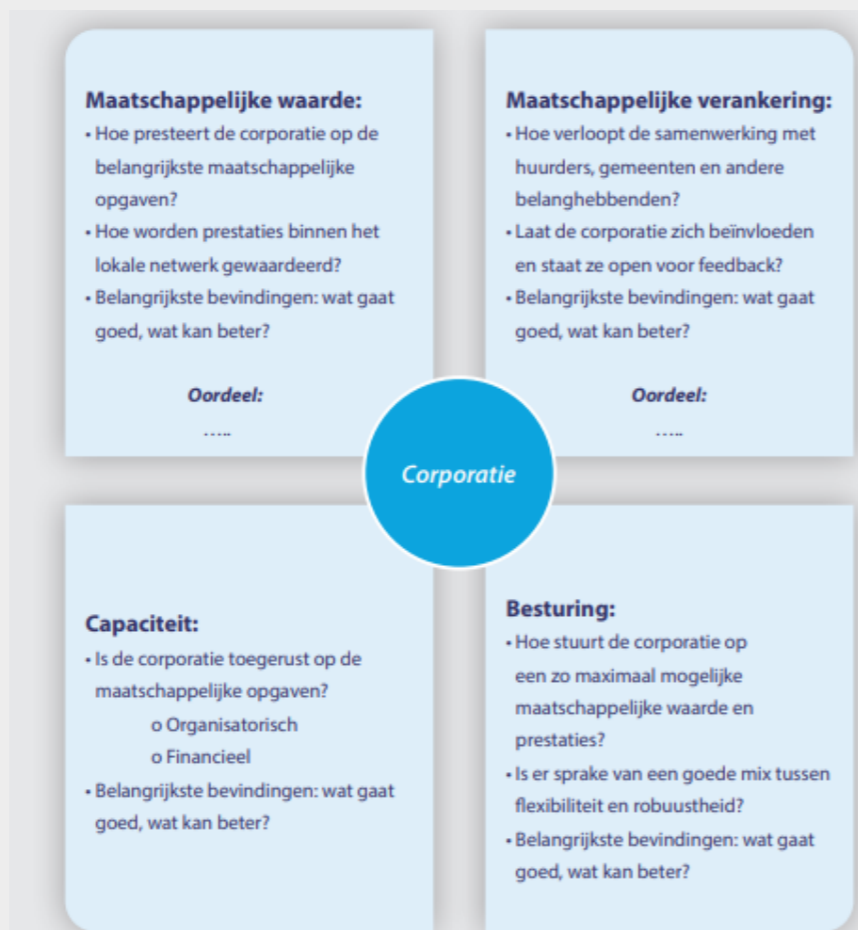 Maatschappelijke waarde:
• Hoe presteert de corporatie op de
belangrijkste maatschappelijke
opgaven?
• Hoe worden prestaties binnen het
lokale netwerk gewaardeerd?
• Belangrijkste bevindingen: wat gaat
goed, wat kan beter?
Oordeel:
.....
Maatschappelijke verankering:
• Hoe verloopt de samenwerking met
huurders, gemeenten en andere
belanghebbenden?
• Laat de corporatie zich beïnvloeden
en staat ze open voor feedback?
• Belangrijkste bevindingen: wat gaat
goed, wat kan beter?
Oordeel:
.....
Corporatie
Capaciteit:
• Is de corporatie toegerust op de
maatschappelijke opgaven?
o Organisatorisch
o Financieel
• Belangrijkste bevindingen: wat gaat
goed, wat kan beter?
Besturing:
• Hoe stuurt de corporatie op
een zo maximaal mogelijke
maatschappelijke waarde en
prestaties?
• Is er sprake van een goede mix tussen
flexibiliteit en robuustheid?
• Belangrijkste bevindingen: wat gaat
goed, wat kan beter?